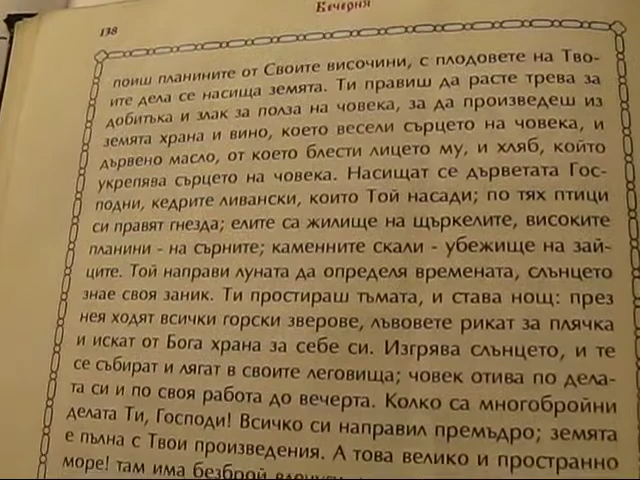 Вечерня
138
поиш планините от Своите височини, с плодовете на Тво-
ите дела се насища земята. Ти правиш да расте трева за
добитъка и злак за полза на човека, за да произведеш из
земята храна и вино, което весели сърцето на човека, и
дървено масло, от което блести лицето му, и хляб, който
укрепява сърцето на човека. Насищат се дърветата Гос-
подни, кедрите ливански, които Той насади; по тях птици
си правят гнезда; елите са жилище на щъркелите, високите
планини - на сърните; каменните скали - убежище на зай-
ците. Той направи луната да определя времената, слънцето
знае своя заник. Ти простираш тъмата, и става нощ: през
нея ходят всички горски зверове, лъвовете рикат за плячка
и искат от Бога храна за себе си. Изгрява слънцето, и те
се събират и лягат в своите леговища; човек отива по дела-
та си и по своя работа до вечерта. Колко са многобройни
делата Ти, Господи! Всичко си направил премъдро; земята
е пълна с Твои произведения. А това велико и пространно
море! там има безброй